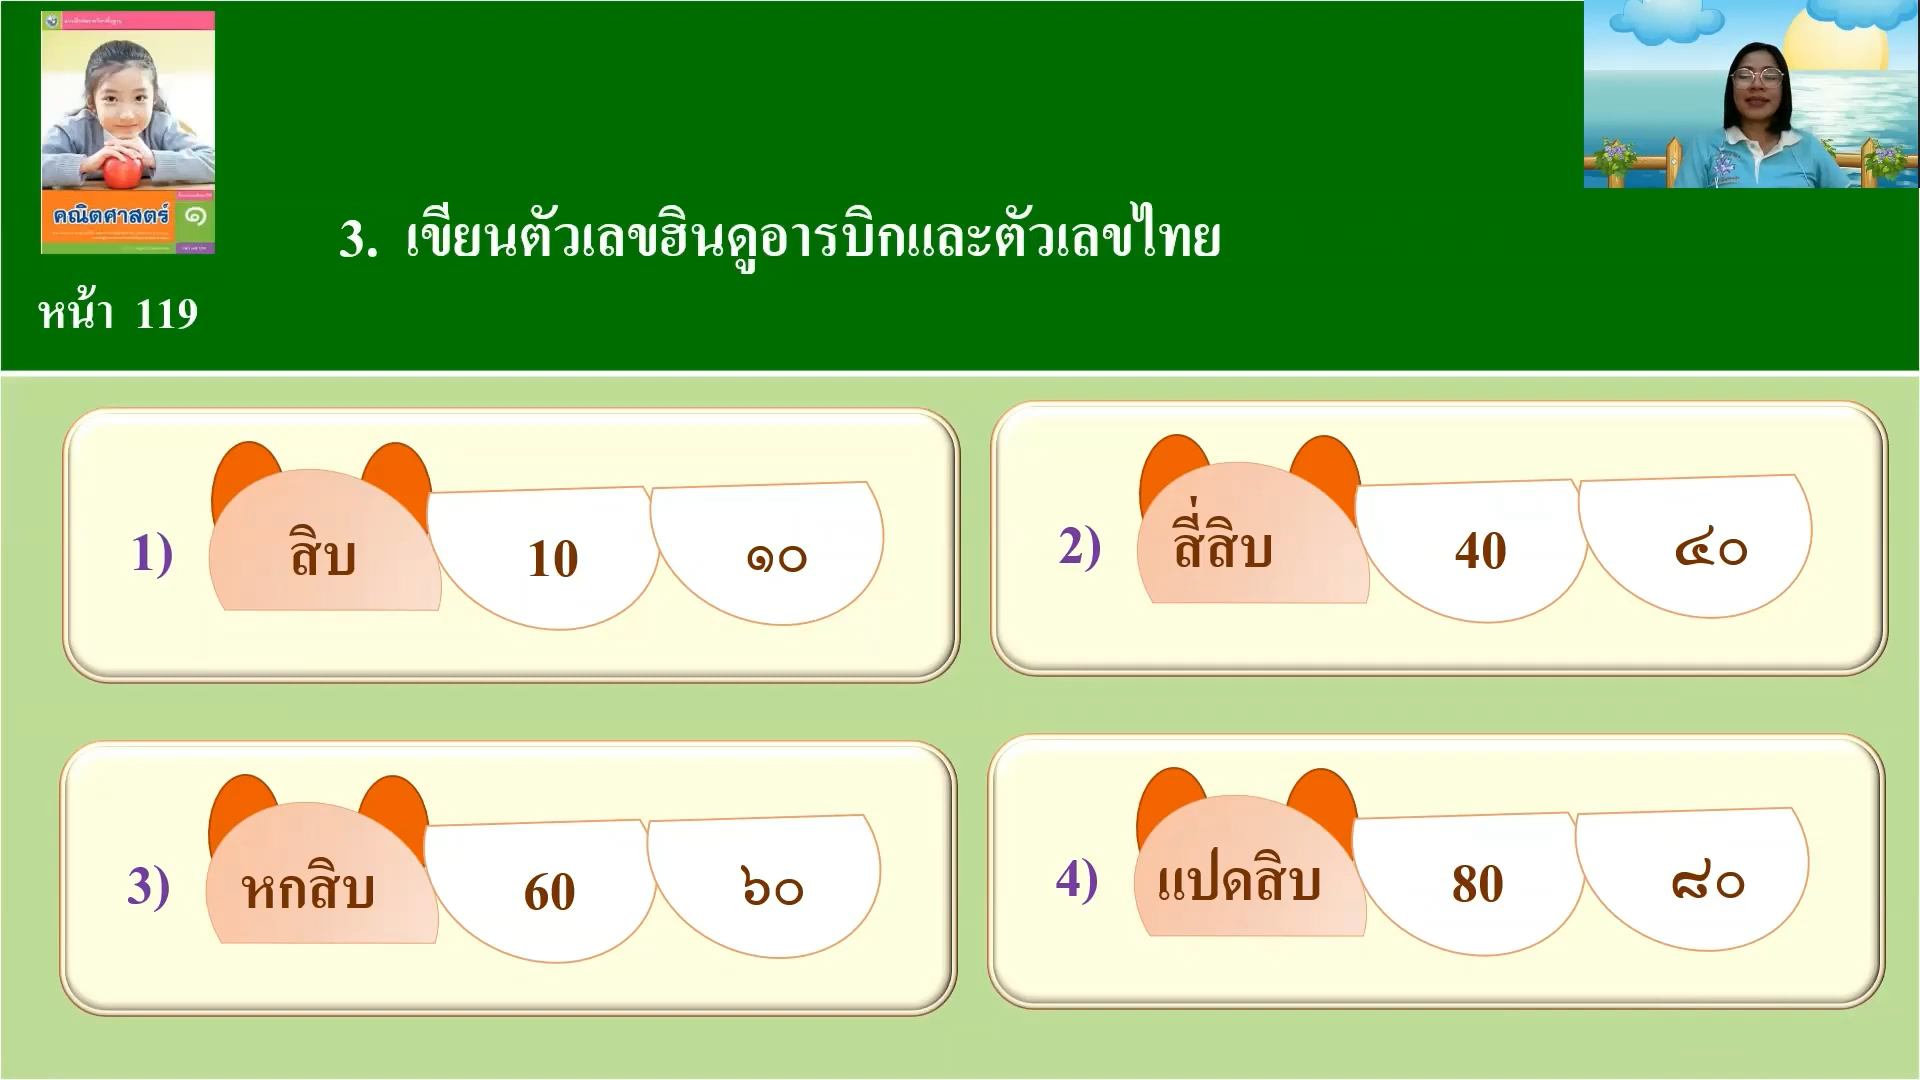 คณิตศาสตร์ ๑
3. เขียนตัวเลขฮินดูอารบิกและตัวเลขไทย
หน้า 119
1) สิบ 10 ๑๐
2) สี่สิบ 40 ๔๐
3) หกสิบ 60 ๖๐
4) แปดสิบ 80 ๘๐